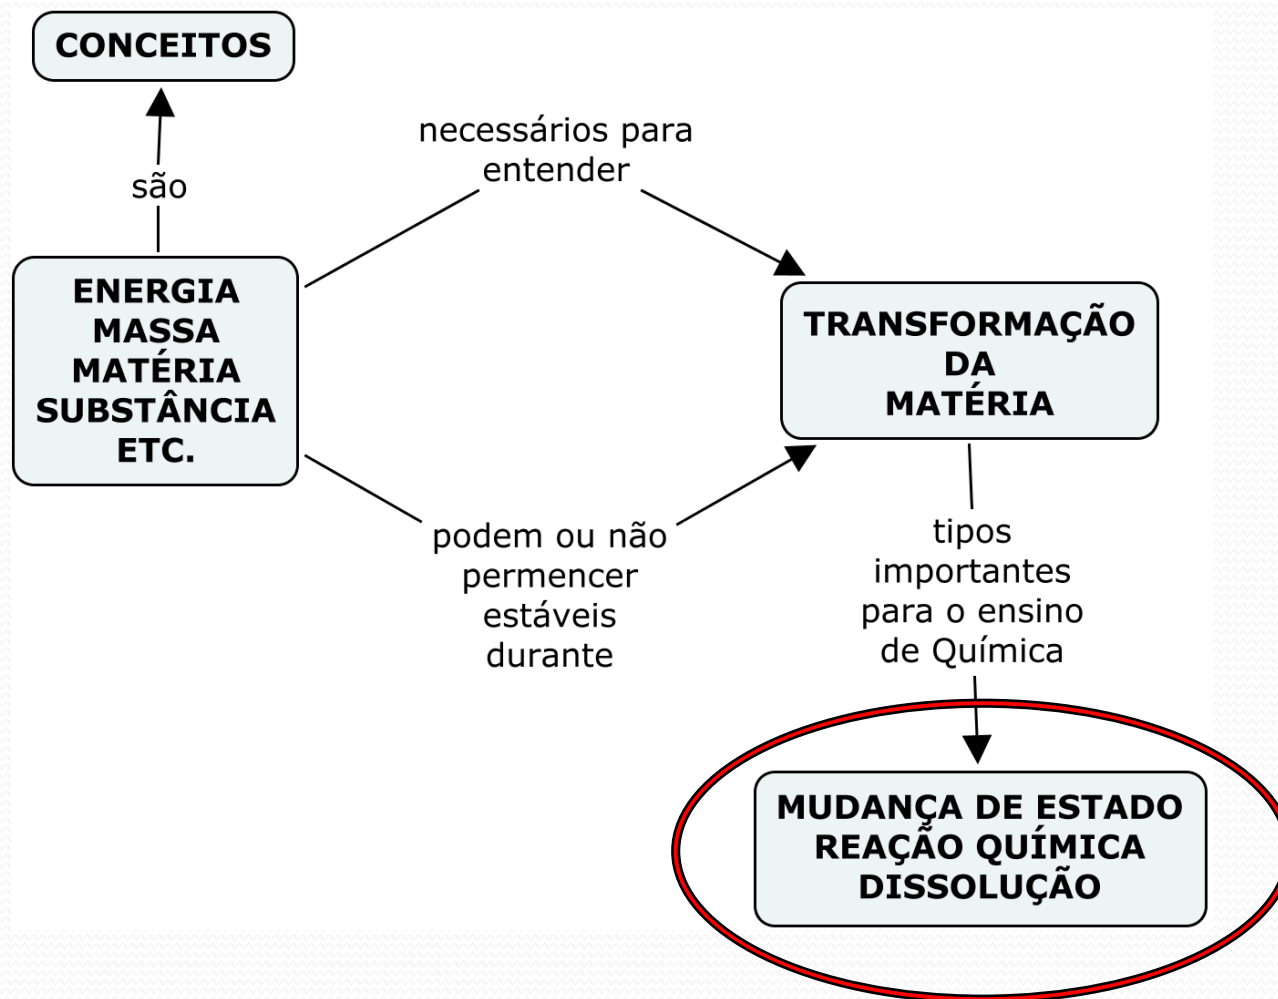 CONCEITOS
são
ENERGIA
MASSA
MATÉRIA
SUBSTÂNCIA
ETC.
necessários para
entender
TRANSFORMAÇÃO
DA
MATÉRIA
podem ou não
permencer
estáveis
durante
tipos
importantes
para o ensino
de Química
MUDANÇA DE ESTADO
REAÇÃO QUÍMICA
DISSOLUÇÃO